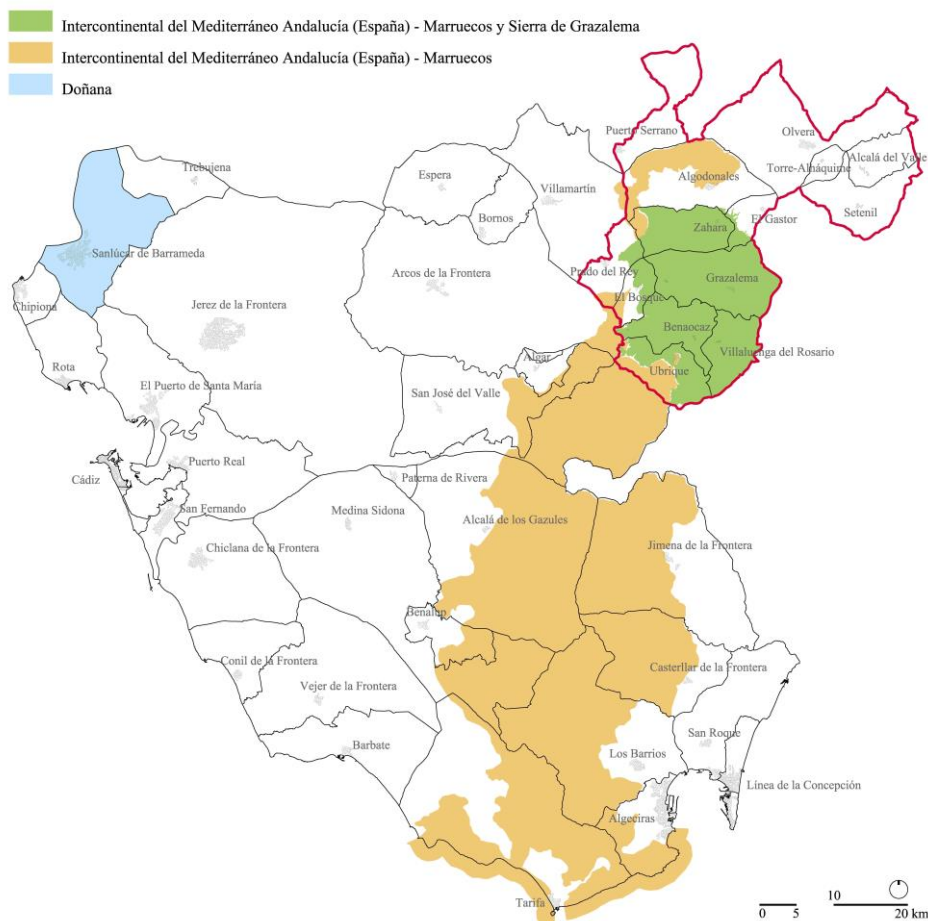 Intercontinental del Mediterráneo Andalucía (España) - Marruecos y Sierra de Grazalema
Intercontinental del Mediterráneo Andalucía (España) - Marruecos
Doñana
Puerto Serrano
Olvera
Torre-Alháquime
Alcalá del Valle
Trebujena
Espera
Villamartín
Algodonales
Setenil
Bornos
Zahara
El Gastor
Sanlúcar de Barrameda
Arcos de la Frontera
Prado del Rey
Grazalema
Chipiona
Jerez de la Frontera
El Bosque
Benaocaz
Villaluenga del Rosario
Rota
Algar
Ubrique
El Puerto de Santa María
San José del Valle
Puerto Real
Cádiz
Paterna de Rivera
San Fernando
Medina Sidona
Alcalá de los Gazules
Chiclana de la Frontera
Jimena de la Frontera
Benalup
Conil de la Frontera
Casterllar de la Frontera
Vejer de la Frontera
Barbate
San Roque
Los Barrios
Línea de la Concepción
Algeciras
Tarifa
10
0 5 20 km